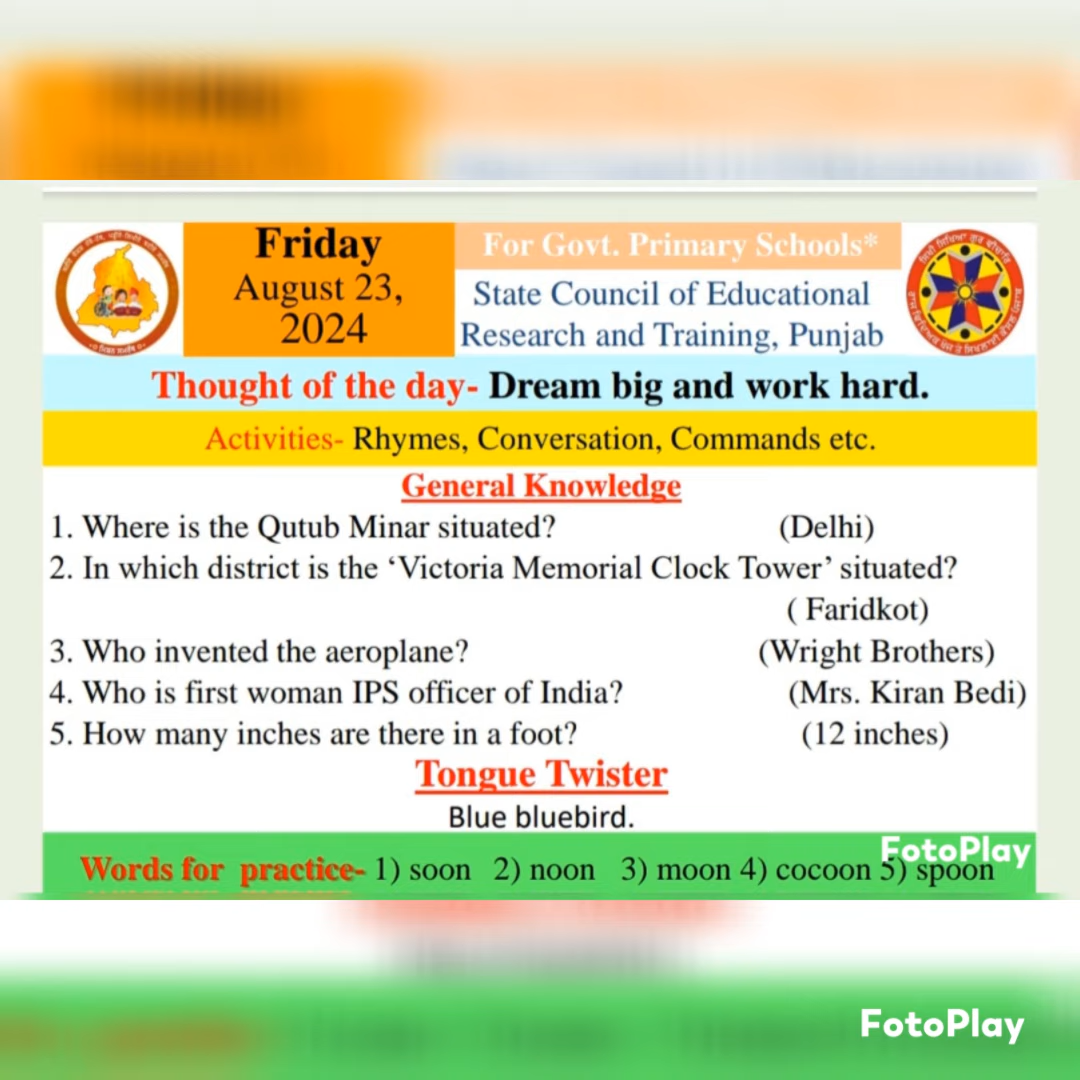 Friday
August 23,
2024
For Govt. Primary Schools*
State Council of Educational
Research and Training, Punjab
Thought of the day- Dream big and work hard.
Activities- Rhymes, Conversation, Commands etc.
General Knowledge
1. Where is the Qutub Minar situated? (Delhi)
2. In which district is the ‘Victoria Memorial Clock Tower’ situated?
( Faridkot)
3. Who invented the aeroplane? (Wright Brothers)
4. Who is first woman IPS officer of India? (Mrs. Kiran Bedi)
5. How many inches are there in a foot? (12 inches)
Tongue Twister
Blue bluebird.
FotoPlay
Words for practice- 1) soon 2) noon 3) moon 4) cocoon 5) spoon
FotoPlay